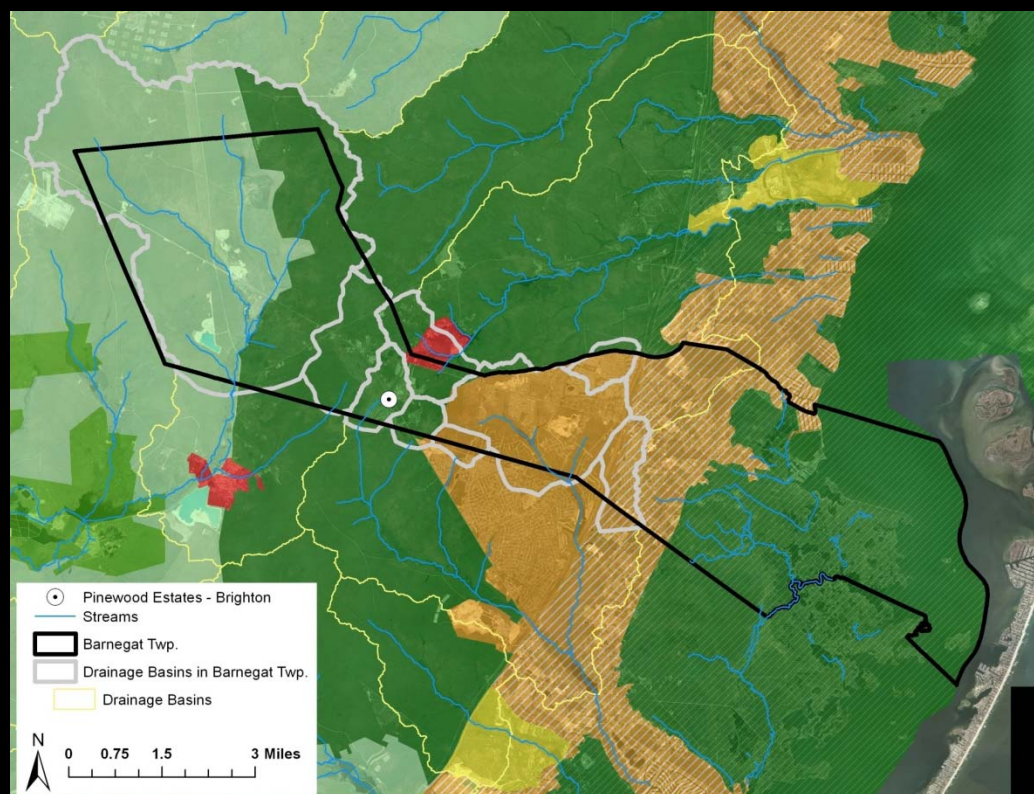 Pinewood Estates - Brighton
Streams
Barnegat Twp.
Drainage Basins in Barnegat Twp.
Drainage Basins
N
0 0.75 1.5 3 Miles